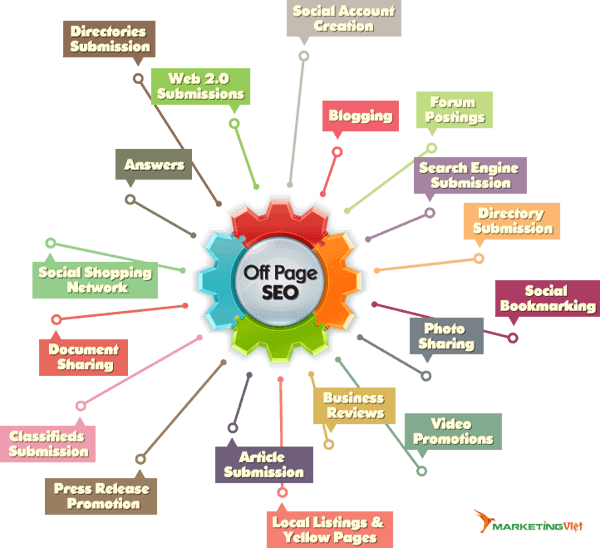 Social Account
Creation
Directories
Submission
Web 2.0
Submissions
Blogging
Forum
Postings
Answers
Search Engine
Submission
Directory
Submission
Off Page
SEO
Social Shopping
Network
Social
Bookmarking
Photo
Sharing
Document
Sharing
Business
Reviews
Video
Promotions
Classifieds
Submission
Article
Submission
Press Release
Promotion
Local Listings &
Yellow Pages
MARKETING Việt